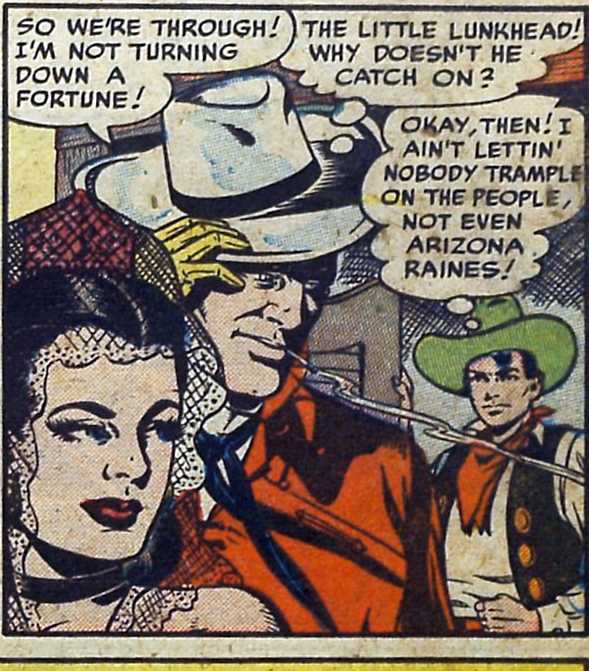 SO WE'RE THROUGH!
I'M NOT TURNING
DOWN A
FORTUNE!
THE LITTLE LUNKHEAD!
WHY DOESN'T HE
CATCH ON?
OKAY, THEN! I
AIN'T LETTIN'
NOBODY TRAMPLE
ON THE PEOPLE,
NOT EVEN
ARIZONA
RAINES!